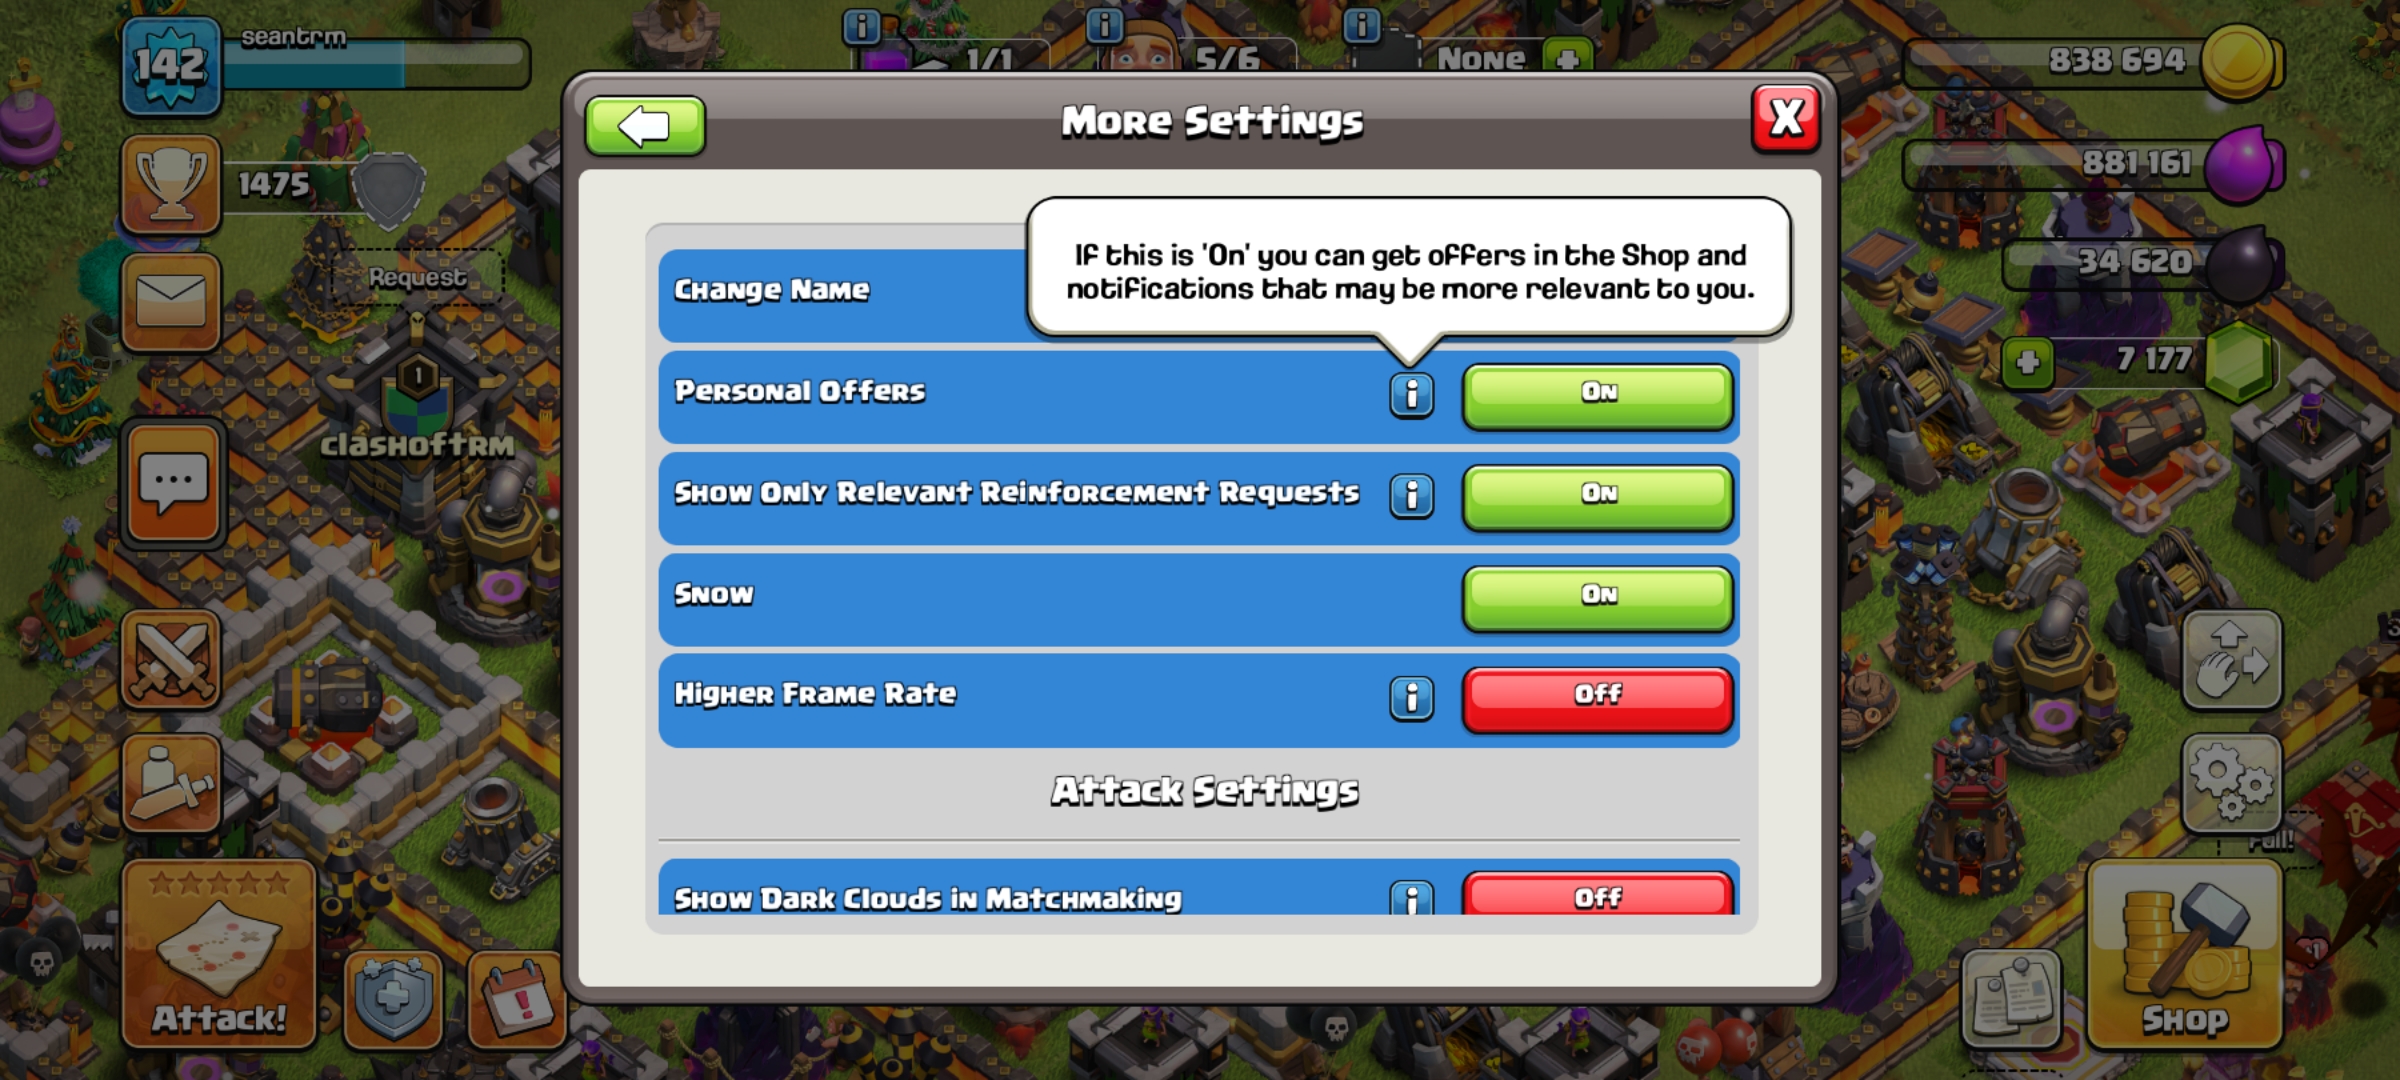 142
seantrm
1/1
5/6
None
838 694
More Settings
X
881 161
1475
If this is 'On' you can get offers in the Shop and
notifications that may be more relevant to you.
34 620
Request
Change Name
7 177
1
Personal Offers
On
clashoftRM
Show Only Relevant Reinforcement Requests
On
Snow
On
Higher Frame Rate
Off
Attack Settings
Full!
Show Dark Clouds in Matchmaking
Off
Attack!
Shop